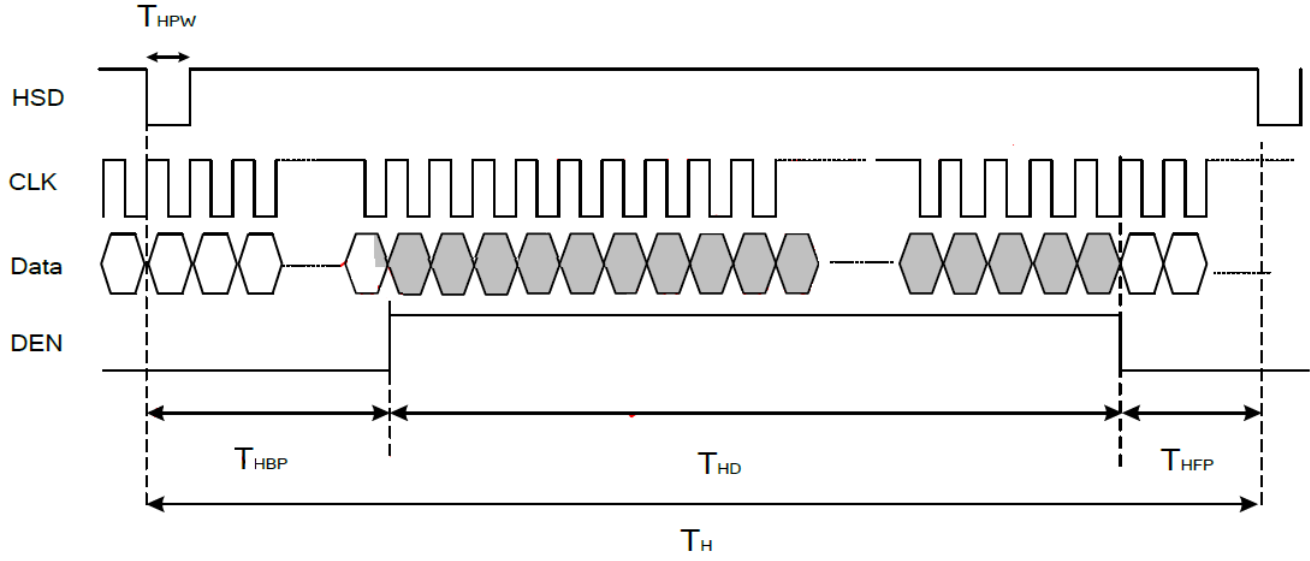 THPW
HSD
CLK
Data
DEN
THBP
THD
THFP
TH